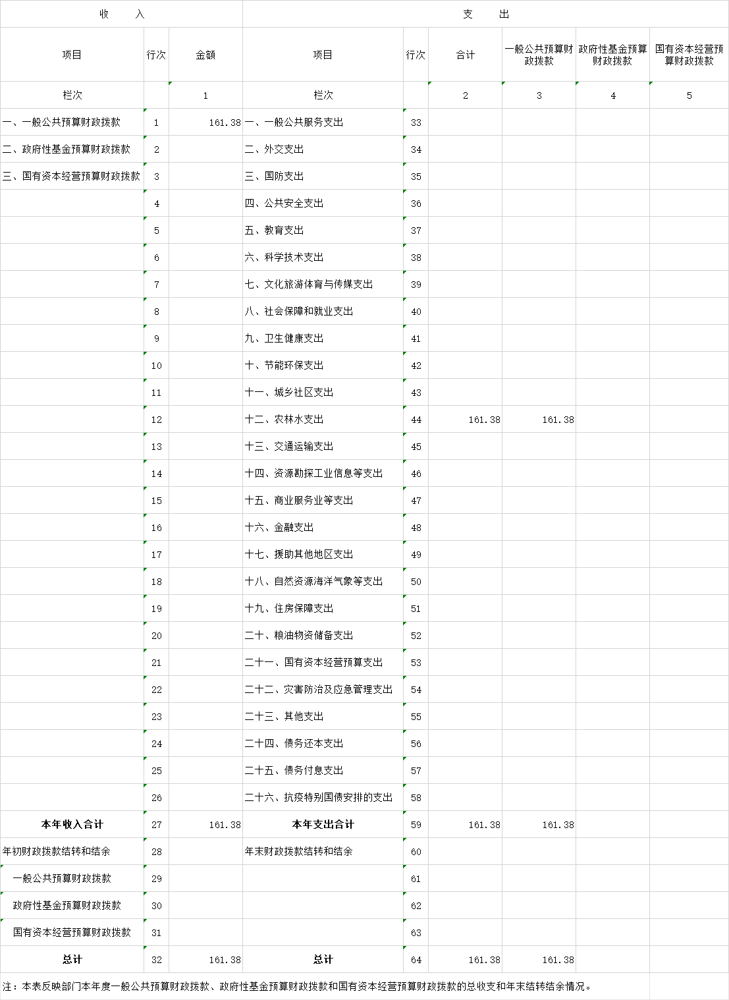 收 入 支 出
项目 行次 金额 项目 行次 合计 一般公共预算财政拨款 政府性基金预算财政拨款 国有资本经营预算财政拨款
栏次 1 栏次 2 3 4 5
一、一般公共预算财政拨款 1 161.38 一、一般公共服务支出 33
二、政府性基金预算财政拨款 2 二、外交支出 34
三、国有资本经营预算财政拨款 3 三、国防支出 35
4 四、公共安全支出 36
5 五、教育支出 37
6 六、科学技术支出 38
7 七、文化旅游体育与传媒支出 39
8 八、社会保障和就业支出 40
9 九、卫生健康支出 41
10 十、节能环保支出 42
11 十一、城乡社区支出 43
12 十二、农林水支出 44 161.38 161.38
13 十三、交通运输支出 45
14 十四、资源勘探工业信息等支出 46
15 十五、商业服务业等支出 47
16 十六、金融支出 48
17 十七、援助其他地区支出 49
18 十八、自然资源海洋气象等支出 50
19 十九、住房保障支出 51
20 二十、粮油物资储备支出 52
21 二十一、国有资本经营预算支出 53
22 二十二、灾害防治及应急管理支出 54
23 二十三、其他支出 55
24 二十四、债务还本支出 56
25 二十五、债务付息支出 57
26 二十六、抗疫特别国债安排的支出 58
本年收入合计 27 161.38 本年支出合计 59 161.38 161.38
年初财政拨款结转和结余 28 年末财政拨款结转和结余 60
一般公共预算财政拨款 29 61
政府性基金预算财政拨款 30 62
国有资本经营预算财政拨款 31 63
总计 32 161.38 总计 64 161.38 161.38
注：本表反映部门本年度一般公共预算财政拨款、政府性基金预算财政拨款和国有资本经营预算财政拨款的总收支和年末结转结余情况。